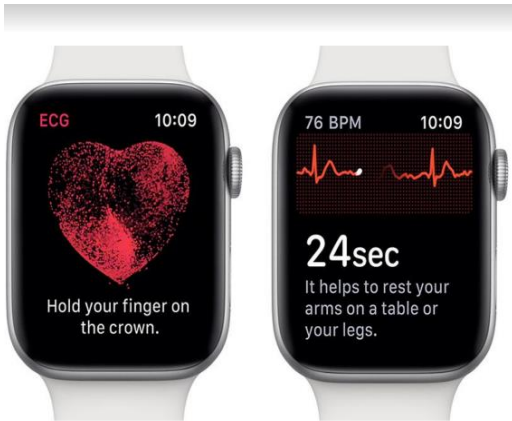 ECG 10:09
Hold your finger on
the crown.
76 BPM 10:09
24sec
It helps to rest your
arms on a table or
your legs.